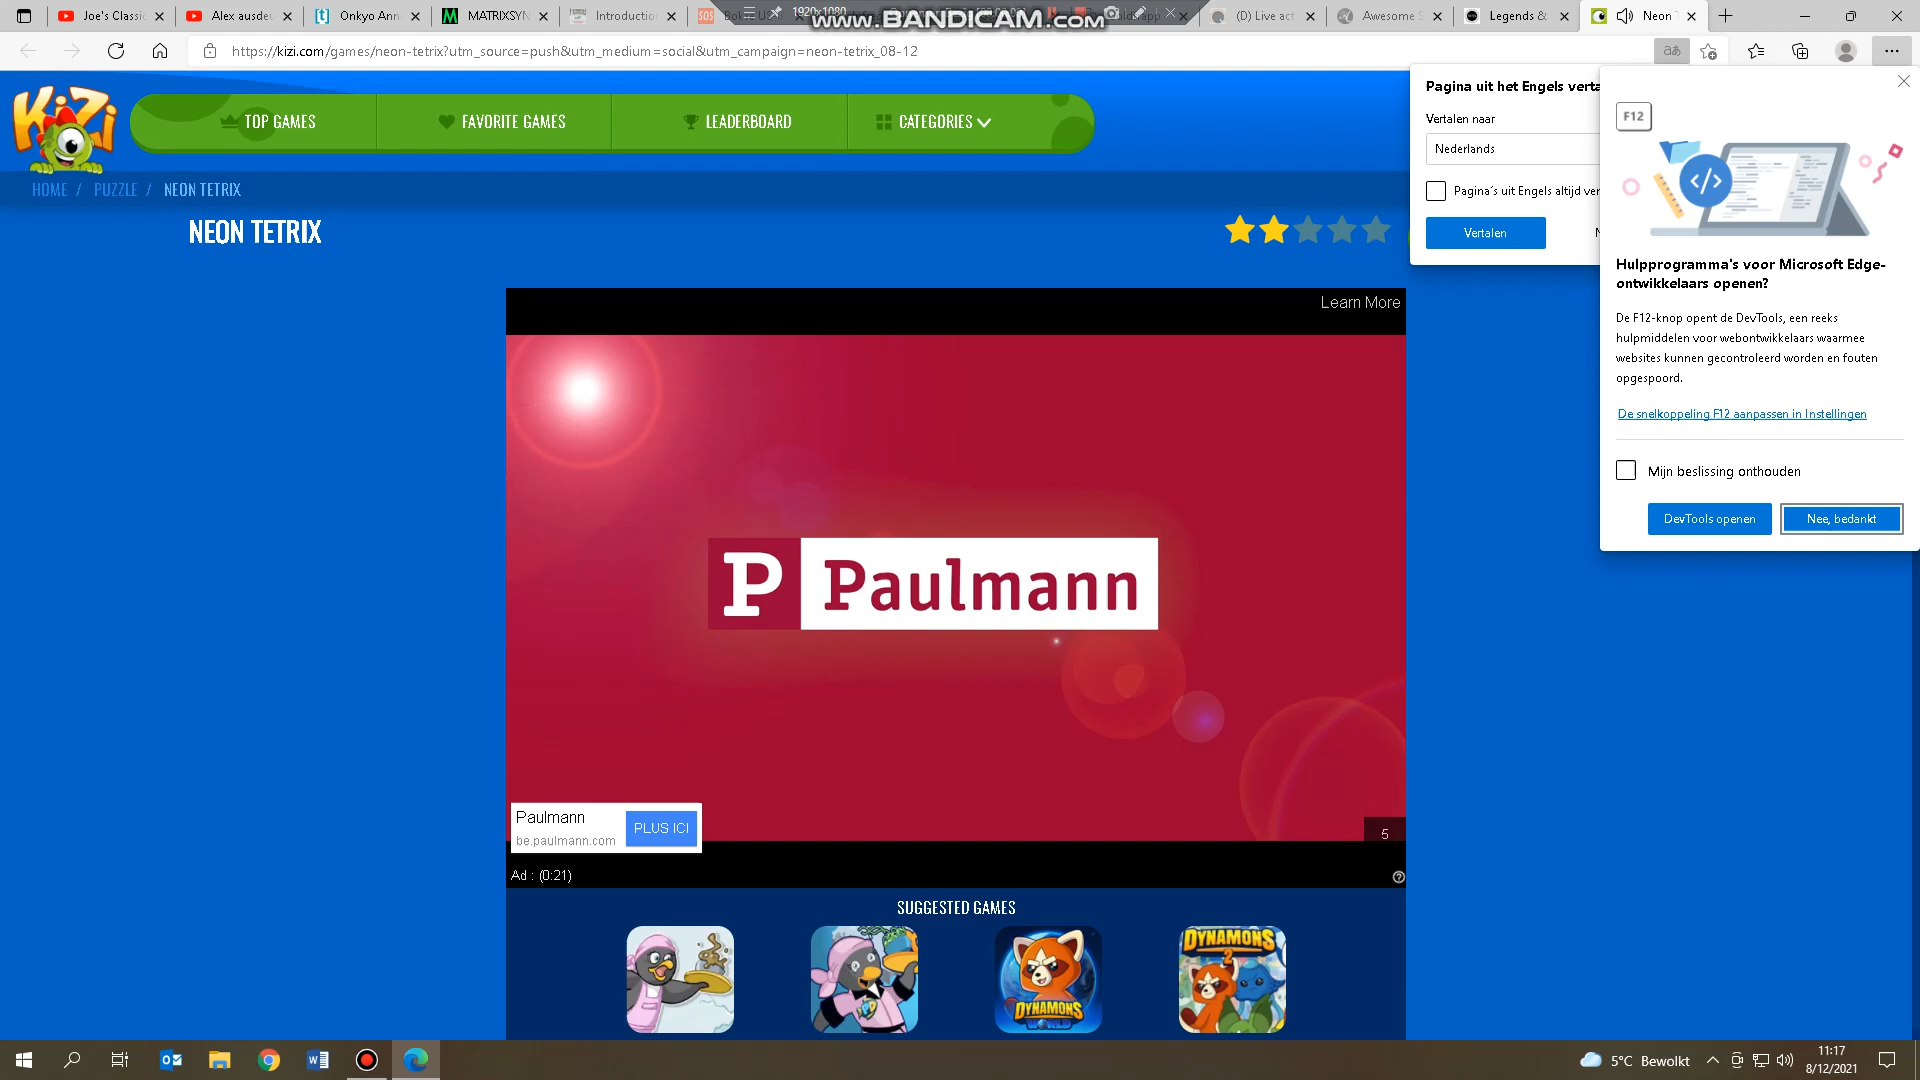 Joe's Classic
Alex ausdeu
Onkyo Ann
MATRIXSYN
Introduction
1920x1080
www.BANDICAM.com
(D) Live act
Awesome S
Legends &
Neon T
https://kizi.com/games/neon-tetrix?utm_source=push&utm_medium=social&utm_campaign=neon-tetrix_08-12
KiZi
TOP GAMES
FAVORITE GAMES
LEADERBOARD
CATEGORIES
HOME / PUZZLE / NEON TETRIX
NEON TETRIX
Pagina uit het Engels verta
Vertalen naar
Nederlands
Pagina's uit Engels altijd ver
Vertalen
N
F12
Hulpprogramma's voor Microsoft Edge-
ontwikkelaars openen?
De F12-knop opent de DevTools, een reeks
hulpmiddelen voor webontwikkelaars waarmee
websites kunnen gecontroleerd worden en fouten
opgespoord.
De snelkoppeling F12 aanpassen in Instellingen
Mijn beslissing onthouden
DevTools openen
Nee, bedankt
Learn More
P Paulmann
Paulmann
be.paulmann.com
PLUS ICI
5
Ad : (0:21)
SUGGESTED GAMES
DYNAMONS
WORLD
DYNAMONS
2
5°C Bewolkt
11:17
8/12/2021